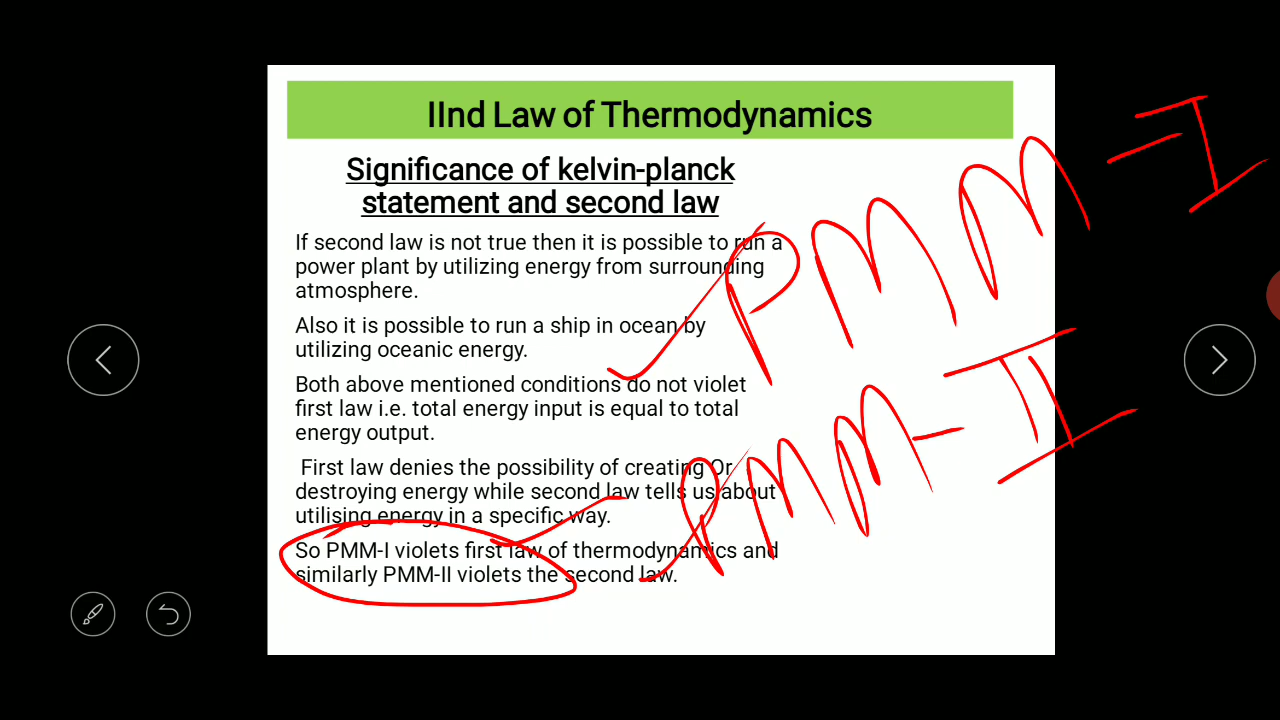 IInd Law of Thermodynamics
Significance of kelvin-planck
statement and second law
If second law is not true then it is possible to run a
power plant by utilizing energy from surrounding
atmosphere.
Also it is possible to run a ship in ocean by
utilizing oceanic energy.
Both above mentioned conditions do not violet
first law i.e. total energy input is equal to total
energy output.
First law denies the possibility of creating Or
destroying energy while second law tells us about
utilising energy in a specific way.
So PMM-I violets first law of thermodynamics and
similarly PMM-II violets the second law.
PMM-I
PMM-II